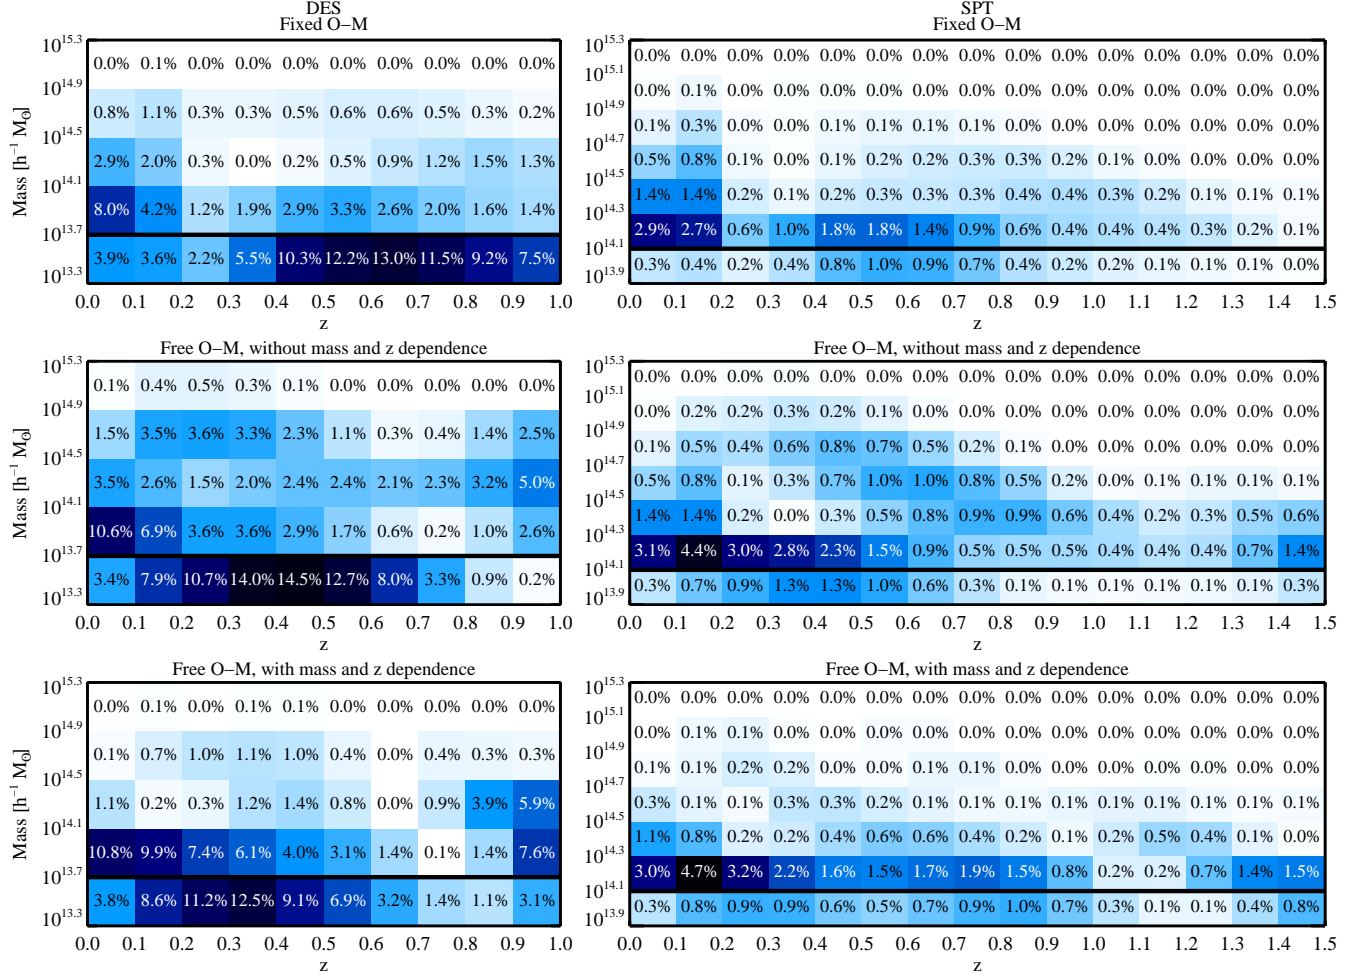 DES
Fixed O−M
10^15.3
0.0% 0.1% 0.0% 0.0% 0.0% 0.0% 0.0% 0.0% 0.0% 0.0%
10^14.9
0.8% 1.1% 0.3% 0.3% 0.5% 0.6% 0.6% 0.5% 0.3% 0.2%
10^14.5
2.9% 2.0% 0.3% 0.0% 0.2% 0.5% 0.9% 1.2% 1.5% 1.3%
10^14.1
8.0% 4.2% 1.2% 1.9% 2.9% 3.3% 2.6% 2.0% 1.6% 1.4%
10^13.7
3.9% 3.6% 2.2% 5.5% 10.3% 12.2% 13.0% 11.5% 9.2% 7.5%
10^13.3
Mass [h^−1 M_⊙]
0.0 0.1 0.2 0.3 0.4 0.5 0.6 0.7 0.8 0.9 1.0
z
SPT
Fixed O−M
10^15.3
0.0% 0.0% 0.0% 0.0% 0.0% 0.0% 0.0% 0.0% 0.0% 0.0% 0.0% 0.0% 0.0% 0.0% 0.0%
10^15.1
0.0% 0.1% 0.0% 0.0% 0.0% 0.0% 0.0% 0.0% 0.0% 0.0% 0.0% 0.0% 0.0% 0.0% 0.0%
10^14.9
0.1% 0.3% 0.0% 0.0% 0.1% 0.1% 0.1% 0.1% 0.0% 0.0% 0.0% 0.0% 0.0% 0.0% 0.0%
10^14.7
0.5% 0.8% 0.1% 0.0% 0.1% 0.2% 0.2% 0.3% 0.3% 0.2% 0.1% 0.0% 0.0% 0.0% 0.0%
10^14.5
1.4% 1.4% 0.2% 0.1% 0.2% 0.3% 0.3% 0.3% 0.4% 0.4% 0.3% 0.2% 0.1% 0.1% 0.1%
10^14.3
2.9% 2.7% 0.6% 1.0% 1.8% 1.8% 1.4% 0.9% 0.6% 0.4% 0.4% 0.4% 0.3% 0.2% 0.1%
10^14.1
0.3% 0.4% 0.2% 0.4% 0.8% 1.0% 0.9% 0.7% 0.4% 0.2% 0.2% 0.1% 0.1% 0.1% 0.0%
10^13.9
0.0 0.1 0.2 0.3 0.4 0.5 0.6 0.7 0.8 0.9 1.0 1.1 1.2 1.3 1.4 1.5
z
Free O−M, without mass and z dependence
10^15.3
0.1% 0.4% 0.5% 0.3% 0.1% 0.0% 0.0% 0.0% 0.0% 0.0%
10^14.9
1.5% 3.5% 3.6% 3.3% 2.3% 1.1% 0.3% 0.4% 1.4% 2.5%
10^14.5
3.5% 2.6% 1.5% 2.0% 2.4% 2.4% 2.1% 2.3% 3.2% 5.0%
10^14.1
10.6% 6.9% 3.6% 3.6% 2.9% 1.7% 0.6% 0.2% 1.0% 2.6%
10^13.7
3.4% 7.9% 10.7% 14.0% 14.5% 12.7% 8.0% 3.3% 0.9% 0.2%
10^13.3
Mass [h^−1 M_⊙]
0.0 0.1 0.2 0.3 0.4 0.5 0.6 0.7 0.8 0.9 1.0
z
Free O−M, without mass and z dependence
10^15.3
0.0% 0.0% 0.0% 0.0% 0.0% 0.0% 0.0% 0.0% 0.0% 0.0% 0.0% 0.0% 0.0% 0.0% 0.0%
10^15.1
0.0% 0.2% 0.2% 0.3% 0.2% 0.1% 0.0% 0.0% 0.0% 0.0% 0.0% 0.0% 0.0% 0.0% 0.0%
10^14.9
0.1% 0.5% 0.4% 0.6% 0.8% 0.7% 0.5% 0.2% 0.1% 0.0% 0.0% 0.0% 0.0% 0.0% 0.0%
10^14.7
0.5% 0.8% 0.1% 0.3% 0.7% 1.0% 1.0% 0.8% 0.5% 0.2% 0.0% 0.1% 0.1% 0.1% 0.1%
10^14.5
1.4% 1.4% 0.2% 0.0% 0.3% 0.5% 0.8% 0.9% 0.9% 0.6% 0.4% 0.2% 0.3% 0.5% 0.6%
10^14.3
3.1% 4.4% 3.0% 2.8% 2.3% 1.5% 0.9% 0.5% 0.5% 0.5% 0.4% 0.4% 0.4% 0.7% 1.4%
10^14.1
0.3% 0.7% 0.9% 1.3% 1.3% 1.0% 0.6% 0.3% 0.1% 0.1% 0.1% 0.1% 0.1% 0.1% 0.3%
10^13.9
0.0 0.1 0.2 0.3 0.4 0.5 0.6 0.7 0.8 0.9 1.0 1.1 1.2 1.3 1.4 1.5
z
Free O−M, with mass and z dependence
10^15.3
0.0% 0.1% 0.0% 0.1% 0.1% 0.0% 0.0% 0.0% 0.0% 0.0%
10^14.9
0.1% 0.7% 1.0% 1.1% 1.0% 0.4% 0.0% 0.4% 0.3% 0.3%
10^14.5
1.1% 0.2% 0.3% 1.2% 1.4% 0.8% 0.0% 0.9% 3.9% 5.9%
10^14.1
10.8% 9.9% 7.4% 6.1% 4.0% 3.1% 1.4% 0.1% 1.4% 7.6%
10^13.7
3.8% 8.6% 11.2% 12.5% 9.1% 6.9% 3.2% 1.4% 1.1% 3.1%
10^13.3
Mass [h^−1 M_⊙]
0.0 0.1 0.2 0.3 0.4 0.5 0.6 0.7 0.8 0.9 1.0
z
Free O−M, with mass and z dependence
10^15.3
0.0% 0.0% 0.0% 0.0% 0.0% 0.0% 0.0% 0.0% 0.0% 0.0% 0.0% 0.0% 0.0% 0.0% 0.0%
10^15.1
0.0% 0.1% 0.1% 0.0% 0.0% 0.0% 0.0% 0.0% 0.0% 0.0% 0.0% 0.0% 0.0% 0.0% 0.0%
10^14.9
0.1% 0.1% 0.2% 0.2% 0.0% 0.0% 0.1% 0.1% 0.0% 0.0% 0.0% 0.0% 0.0% 0.0% 0.0%
10^14.7
0.3% 0.1% 0.1% 0.3% 0.3% 0.2% 0.1% 0.1% 0.1% 0.1% 0.1% 0.1% 0.1% 0.1% 0.1%
10^14.5
1.1% 0.8% 0.2% 0.2% 0.4% 0.6% 0.6% 0.4% 0.2% 0.1% 0.2% 0.5% 0.4% 0.1% 0.0%
10^14.3
3.0% 4.7% 3.2% 2.2% 1.6% 1.5% 1.7% 1.9% 1.5% 0.8% 0.2% 0.2% 0.7% 1.4% 1.5%
10^14.1
0.3% 0.8% 0.9% 0.9% 0.6% 0.5% 0.7% 0.9% 1.0% 0.7% 0.3% 0.1% 0.1% 0.4% 0.8%
10^13.9
0.0 0.1 0.2 0.3 0.4 0.5 0.6 0.7 0.8 0.9 1.0 1.1 1.2 1.3 1.4 1.5
z